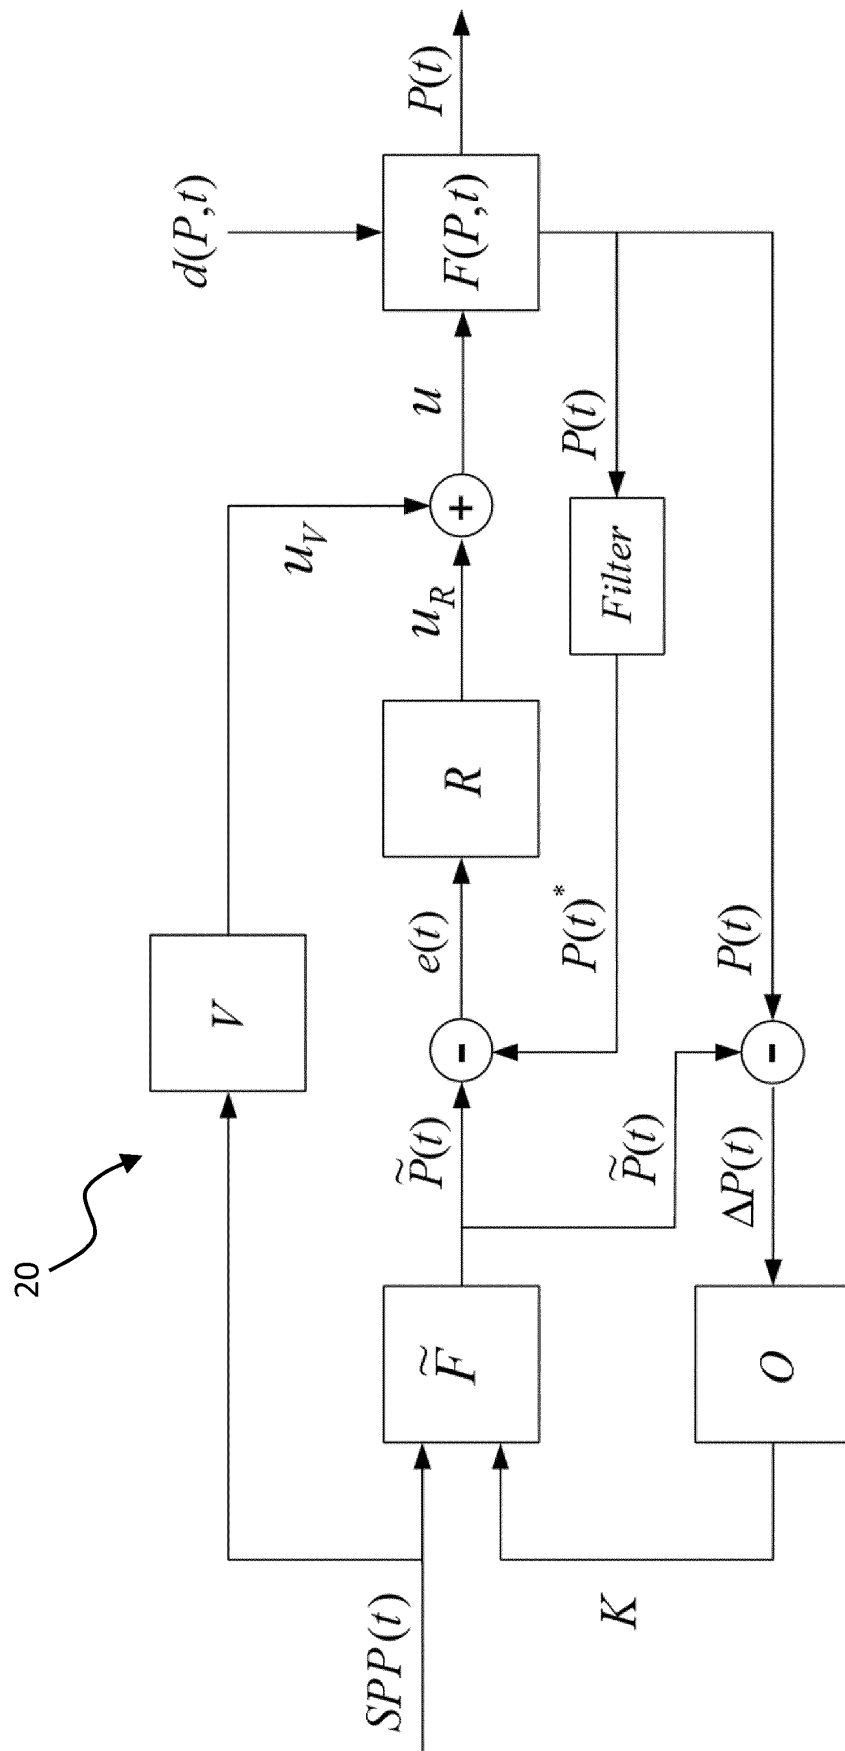 20
V
d(P,t)
u_V
SPP(t)
F̃
P̃(t)
-
e(t)
R
u_R
+
u
F(P,t)
P(t)
P(t)*
Filter
P(t)
P̃(t)
K
O
ΔP(t)
-
P(t)